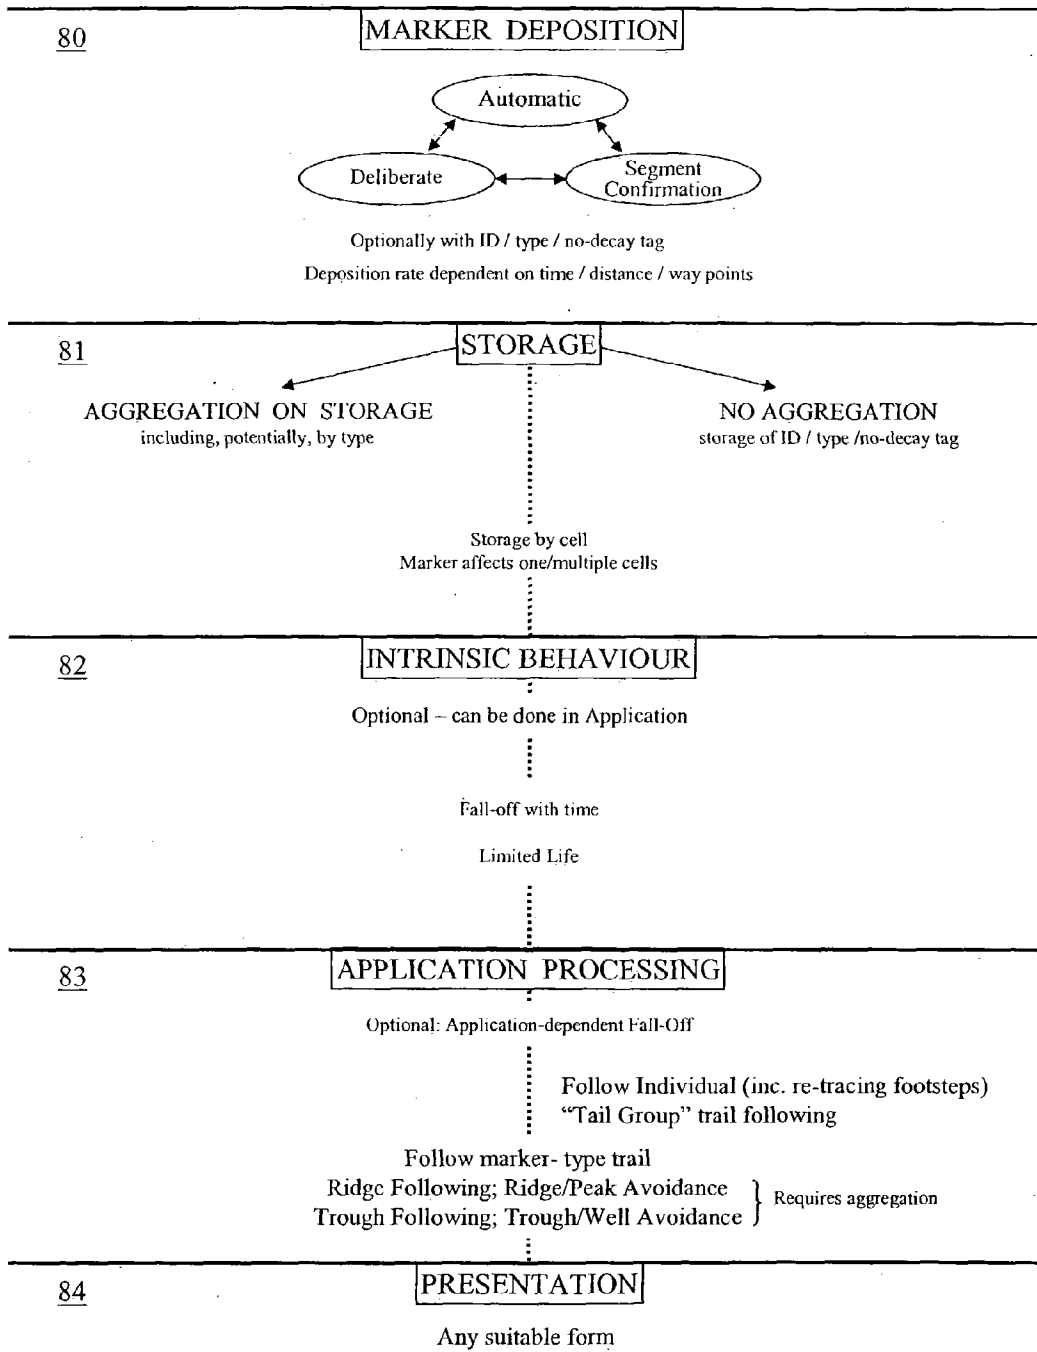 80
MARKER DEPOSITION
Automatic
Deliberate
Segment
Confirmation
Optionally with ID / type / no-decay tag
Deposition rate dependent on time / distance / way points
81
STORAGE
AGGREGATION ON STORAGE
including, potentially, by type
NO AGGREGATION
storage of ID / type /no-decay tag
Storage by cell
Marker affects one/multiple cells
82
INTRINSIC BEHAVIOUR
Optional – can be done in Application
Fall-off with time
Limited Life
83
APPLICATION PROCESSING
Optional: Application-dependent Fall-Off
Follow Individual (inc. re-tracing footsteps)
“Tail Group” trail following
Follow marker- type trail
Ridge Following; Ridge/Peak Avoidance
Trough Following; Trough/Well Avoidance
Requires aggregation
84
PRESENTATION
Any suitable form